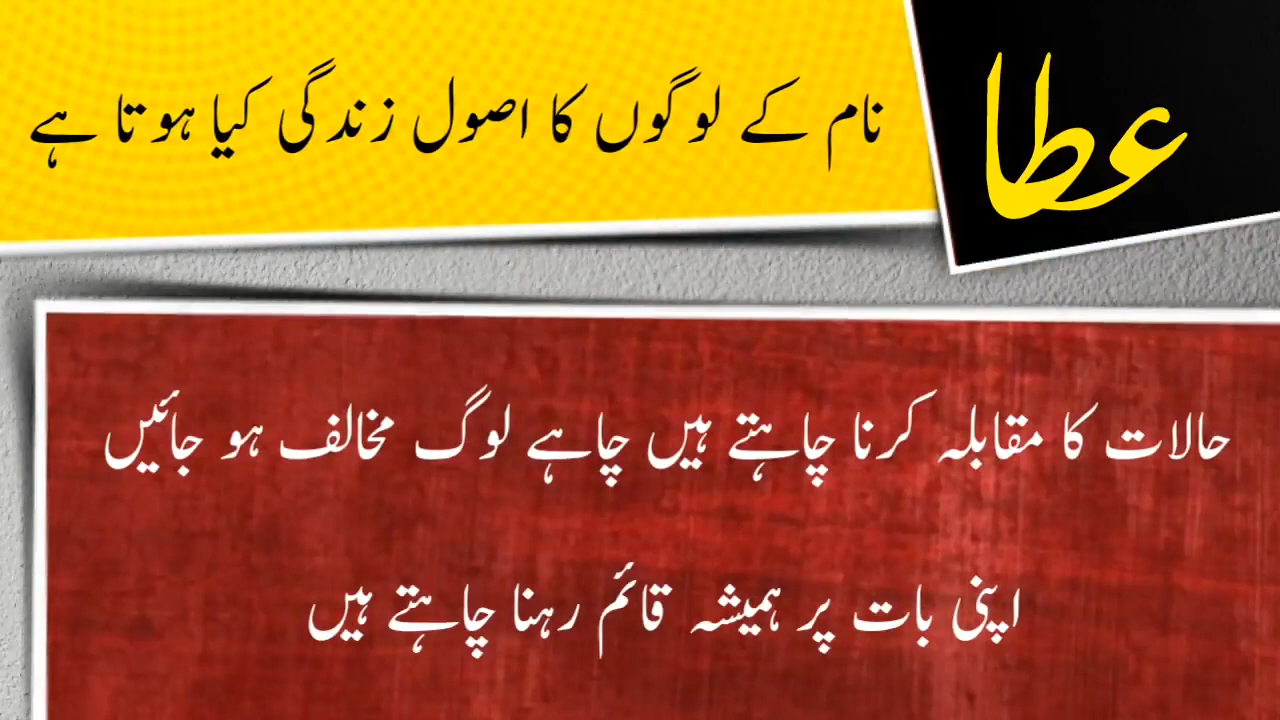 عطا
نام کے لوگوں کا اصول زندگی کیا ہوتا ہے
حالات کا مقابلہ کرنا چاہتے ہیں چاہے لوگ مخالف ہو جائیں
اپنی بات پر ہمیشہ قائم رہنا چاہتے ہیں